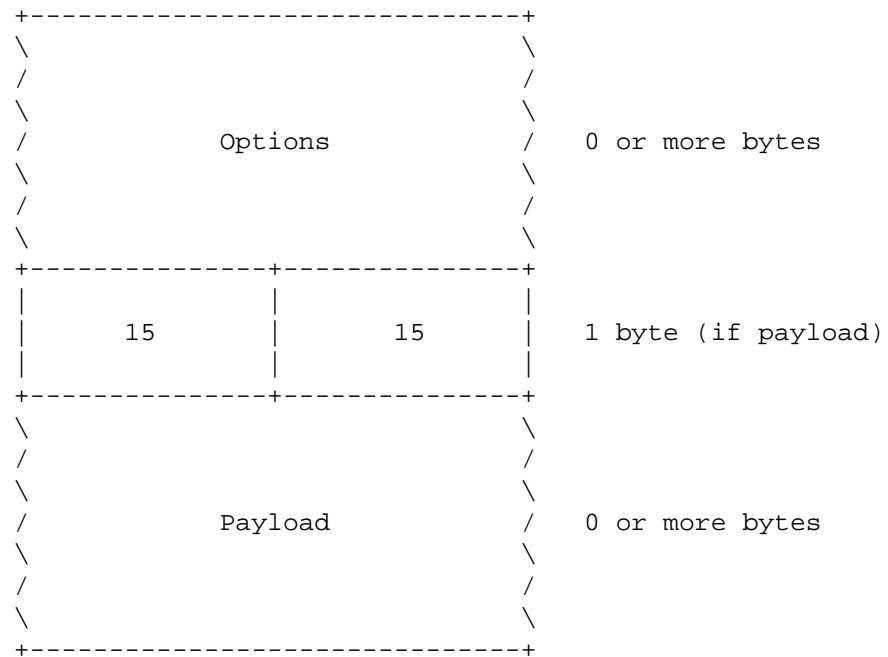 Options 0 or more bytes
15 15 1 byte (if payload)
Payload 0 or more bytes